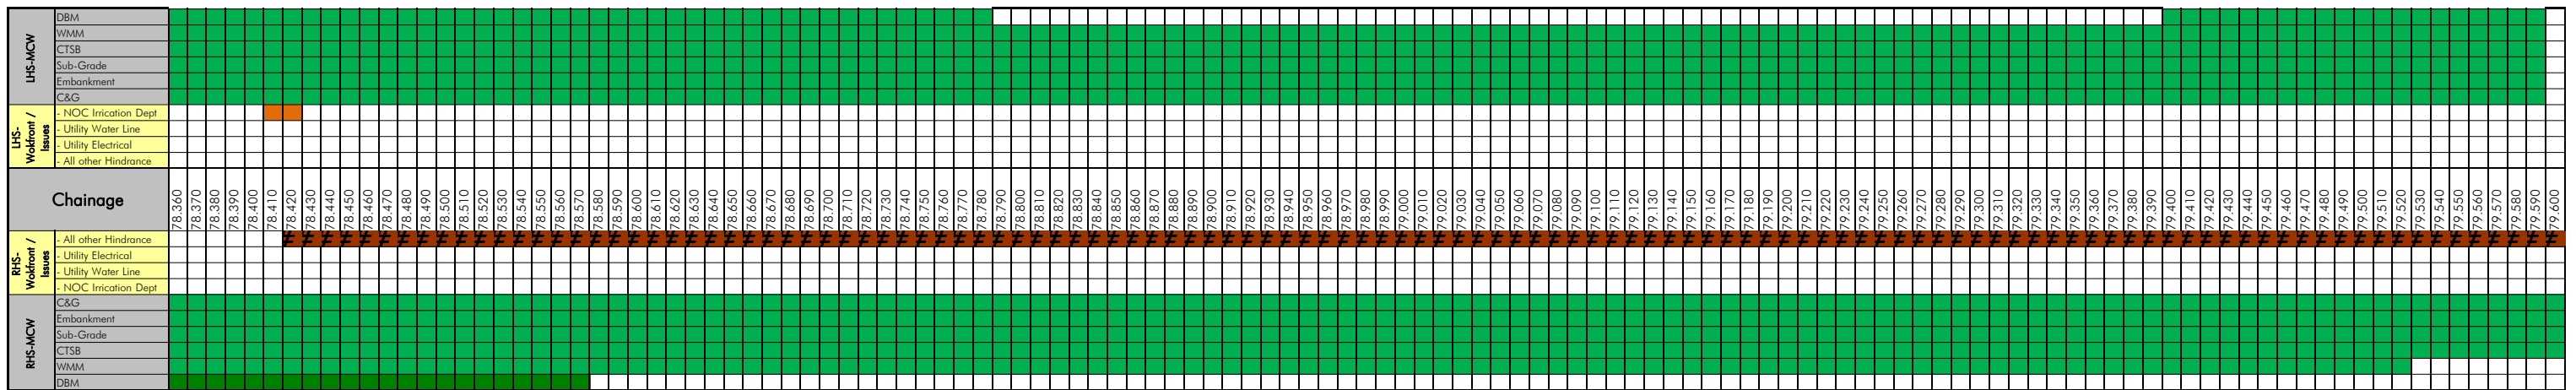 LHS-MCW
DBM
WMM
CTSB
Sub-Grade
Embankment
C&G
LHS-
Wokfront /
Issues
- NOC Irrication Dept
- Utility Water Line
- Utility Electrical
- All other Hindrance
Chainage
78.360 78.370 78.380 78.390 78.400 78.410 78.420 78.430 78.440 78.450 78.460 78.470 78.480 78.490 78.500 78.510 78.520 78.530 78.540 78.550 78.560 78.570 78.580 78.590 78.600 78.610 78.620 78.630 78.640 78.650 78.660 78.670 78.680 78.690 78.700 78.710 78.720 78.730 78.740 78.750 78.760 78.770 78.780 78.790 78.800 78.810 78.820 78.830 78.840 78.850 78.860 78.870 78.880 78.890 78.900 78.910 78.920 78.930 78.940 78.950 78.960 78.970 78.980 78.990 79.000 79.010 79.020 79.030 79.040 79.050 79.060 79.070 79.080 79.090 79.100 79.110 79.120 79.130 79.140 79.150 79.160 79.170 79.180 79.190 79.200 79.210 79.220 79.230 79.240 79.250 79.260 79.270 79.280 79.290 79.300 79.310 79.320 79.330 79.340 79.350 79.360 79.370 79.380 79.390 79.400 79.410 79.420 79.430 79.440 79.450 79.460 79.470 79.480 79.490 79.500 79.510 79.520 79.530 79.540 79.550 79.560 79.570 79.580 79.590 79.600
RHS-
Wokfront /
Issues
- All other Hindrance
- Utility Electrical
- Utility Water Line
- NOC Irrication Dept
RHS-MCW
C&G
Embankment
Sub-Grade
CTSB
WMM
DBM